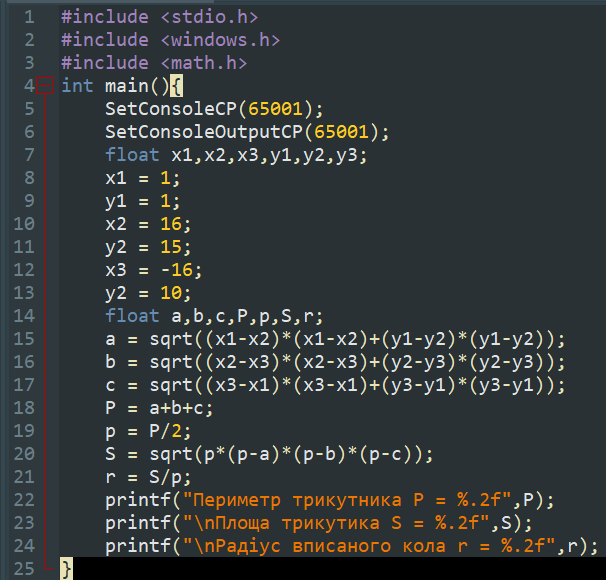 1 #include <stdio.h>
2 #include <windows.h>
3 #include <math.h>
4 int main(){
5 SetConsoleCP(65001);
6 SetConsoleOutputCP(65001);
7 float x1,x2,x3,y1,y2,y3;
8 x1 = 1;
9 y1 = 1;
10 x2 = 16;
11 y2 = 15;
12 x3 = -16;
13 y2 = 10;
14 float a,b,c,P,p,S,r;
15 a = sqrt((x1-x2)*(x1-x2)+(y1-y2)*(y1-y2));
16 b = sqrt((x2-x3)*(x2-x3)+(y2-y3)*(y2-y3));
17 c = sqrt((x3-x1)*(x3-x1)+(y3-y1)*(y3-y1));
18 P = a+b+c;
19 p = P/2;
20 S = sqrt(p*(p-a)*(p-b)*(p-c));
21 r = S/p;
22 printf("Периметр трикутника P = %.2f",P);
23 printf("\nПлоща трикутика S = %.2f",S);
24 printf("\nРадіус вписаного кола r = %.2f",r);
25 }